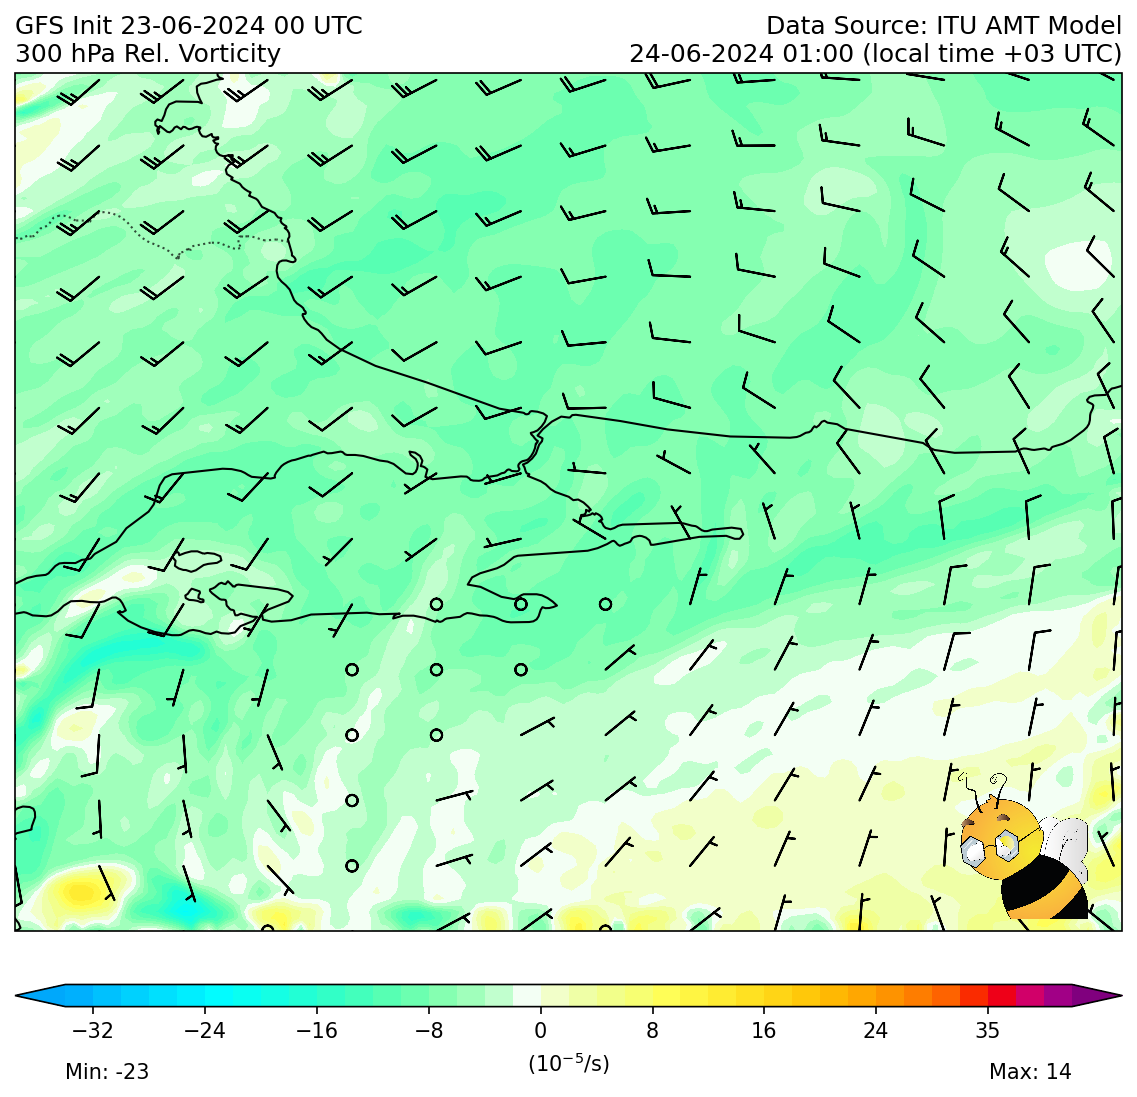 GFS Init 23-06-2024 00 UTC
Data Source: ITU AMT Model
300 hPa Rel. Vorticity
24-06-2024 01:00 (local time +03 UTC)
−32 −24 −16 −8 0 8 16 24 35
(10⁻⁵/s)
Min: -23
Max: 14